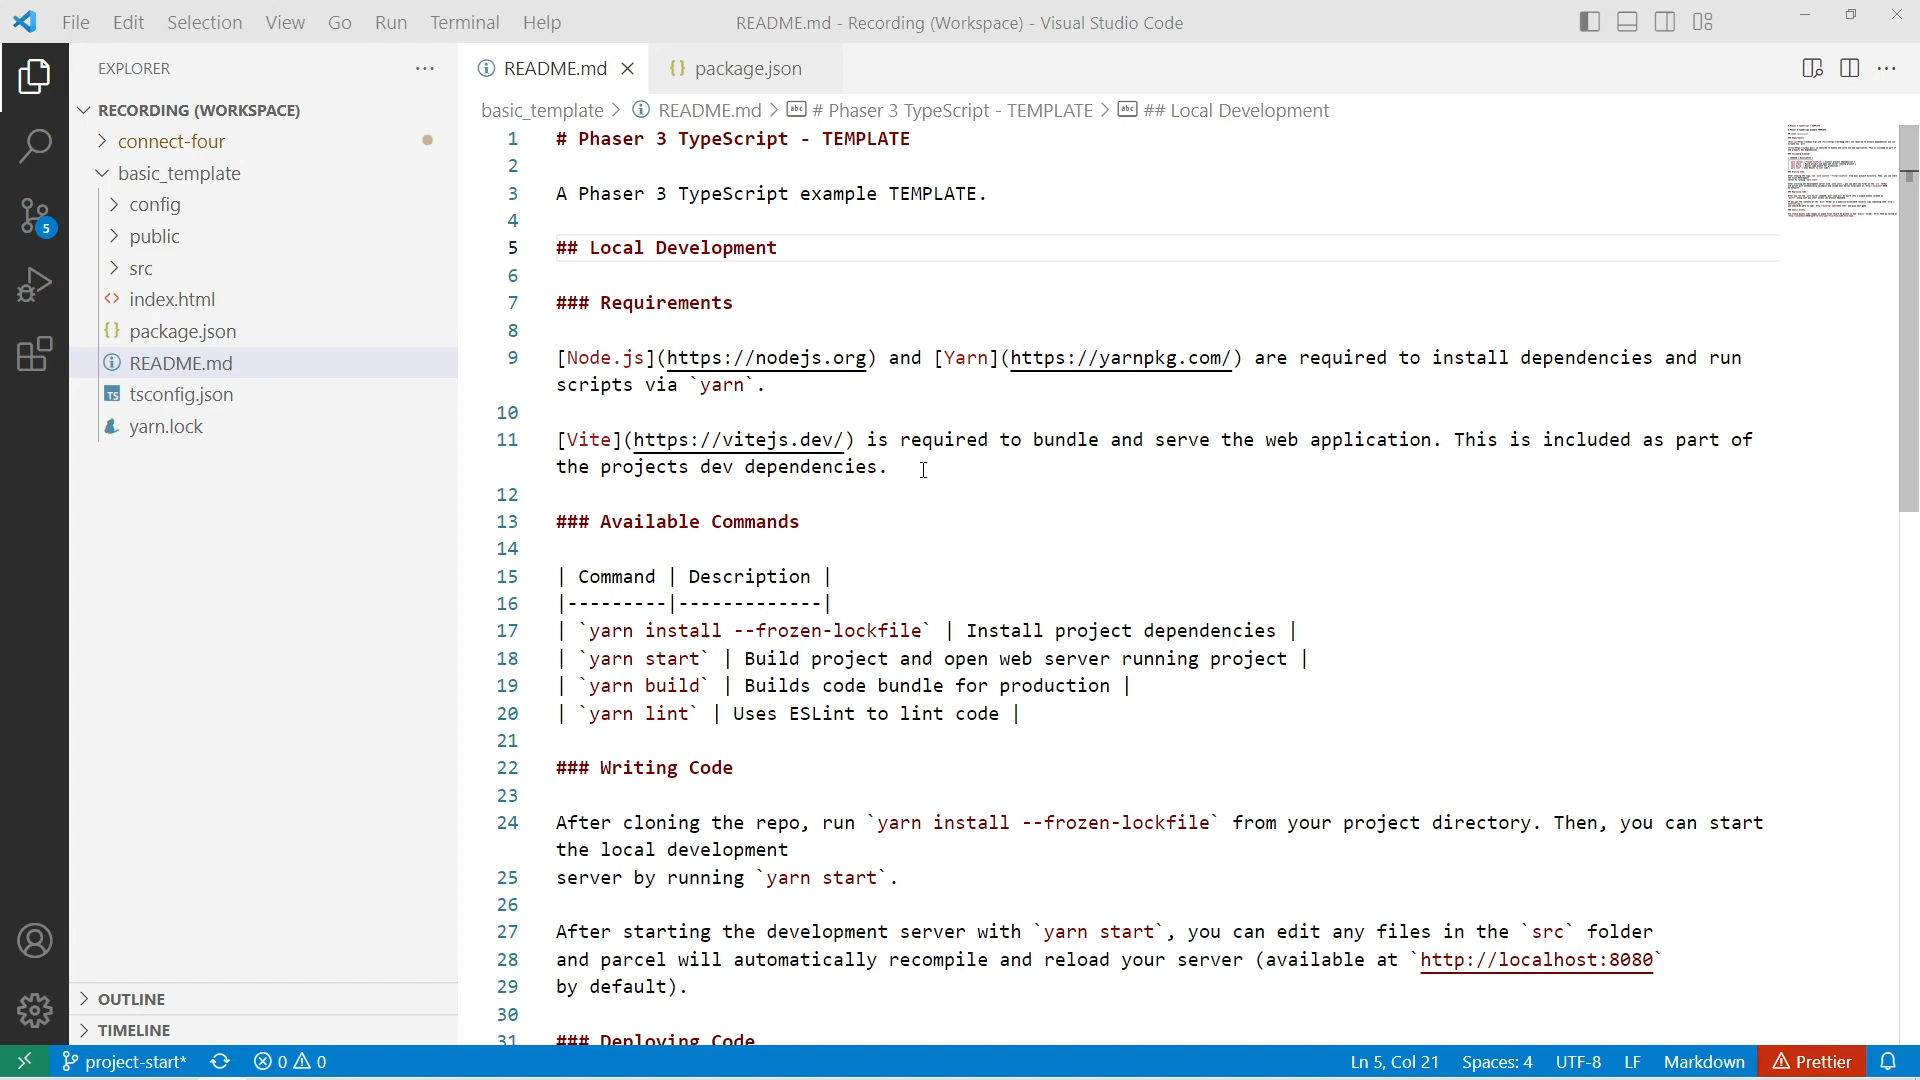 File Edit Selection View Go Run Terminal Help README.md - Recording (Workspace) - Visual Studio Code
EXPLORER
RECORDING (WORKSPACE)
connect-four
basic_template
config
public
src
index.html
package.json
README.md
tsconfig.json
yarn.lock
OUTLINE
TIMELINE
5
README.md
package.json
basic_template > README.md > # Phaser 3 TypeScript - TEMPLATE > ## Local Development
1 # Phaser 3 TypeScript - TEMPLATE
2
3 A Phaser 3 TypeScript example TEMPLATE.
4
5 ## Local Development
6
7 ### Requirements
8
9 [Node.js](https://nodejs.org) and [Yarn](https://yarnpkg.com/) are required to install dependencies and run
scripts via `yarn`.
10
11 [Vite](https://vitejs.dev/) is required to bundle and serve the web application. This is included as part of
the projects dev dependencies.
12
13 ### Available Commands
14
15 | Command | Description |
16 |---------|-------------|
17 | `yarn install --frozen-lockfile` | Install project dependencies |
18 | `yarn start` | Build project and open web server running project |
19 | `yarn build` | Builds code bundle for production |
20 | `yarn lint` | Uses ESLint to lint code |
21
22 ### Writing Code
23
24 After cloning the repo, run `yarn install --frozen-lockfile` from your project directory. Then, you can start
the local development
25 server by running `yarn start`.
26
27 After starting the development server with `yarn start`, you can edit any files in the `src` folder
28 and parcel will automatically recompile and reload your server (available at `http://localhost:8080`
29 by default).
30
31 ### Deploying Code
project-start* 0 0 Ln 5, Col 21 Spaces: 4 UTF-8 LF Markdown Prettier